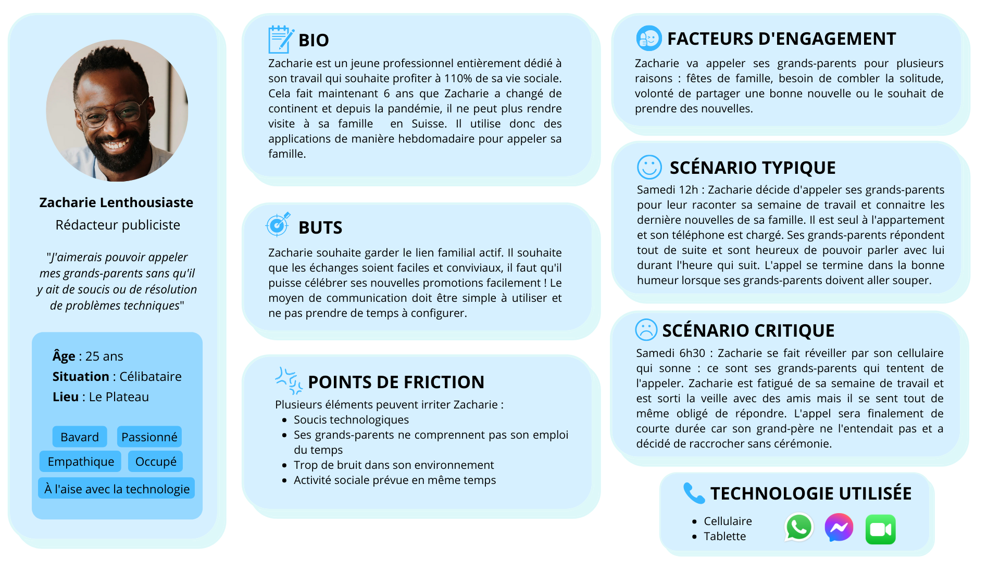 Zacharie Lenthousiaste
Rédacteur publiciste
"J'aimerais pouvoir appeler
mes grands-parents sans qu'il
y ait de soucis ou de résolution
de problèmes techniques"
Âge : 25 ans
Situation : Célibataire
Lieu : Le Plateau
Bavard
Passionné
Empathique
Occupé
À l'aise avec la technologie
BIO
Zacharie est un jeune professionnel entièrement dédié à
son travail qui souhaite profiter à 110% de sa vie sociale.
Cela fait maintenant 6 ans que Zacharie a changé de
continent et depuis la pandémie, il ne peut plus rendre
visite à sa famille en Suisse. Il utilise donc des
applications de manière hebdomadaire pour appeler sa
famille.
BUTS
Zacharie souhaite garder le lien familial actif. Il souhaite
que les échanges soient faciles et conviviaux, il faut qu'il
puisse célébrer ses nouvelles promotions facilement ! Le
moyen de communication doit être simple à utiliser et
ne pas prendre de temps à configurer.
POINTS DE FRICTION
Plusieurs éléments peuvent irriter Zacharie :
• Soucis technologiques
• Ses grands-parents ne comprennent pas son emploi
du temps
• Trop de bruit dans son environnement
• Activité sociale prévue en même temps
FACTEURS D'ENGAGEMENT
Zacharie va appeler ses grands-parents pour plusieurs
raisons : fêtes de famille, besoin de combler la solitude,
volonté de partager une bonne nouvelle ou le souhait de
prendre des nouvelles.
SCÉNARIO TYPIQUE
Samedi 12h : Zacharie décide d'appeler ses grands-parents
pour leur raconter sa semaine de travail et connaitre les
dernière nouvelles de sa famille. Il est seul à l'appartement
et son téléphone est chargé. Ses grands-parents répondent
tout de suite et sont heureux de pouvoir parler avec lui
durant l'heure qui suit. L'appel se termine dans la bonne
humeur lorsque ses grands-parents doivent aller souper.
SCÉNARIO CRITIQUE
Samedi 6h30 : Zacharie se fait réveiller par son cellulaire
qui sonne : ce sont ses grands-parents qui tentent de
l'appeler. Zacharie est fatigué de sa semaine de travail et
est sorti la veille avec des amis mais il se sent tout de
même obligé de répondre. L'appel sera finalement de
courte durée car son grand-père ne l'entendait pas et a
décidé de raccrocher sans cérémonie.
TECHNOLOGIE UTILISÉE
• Cellulaire
• Tablette